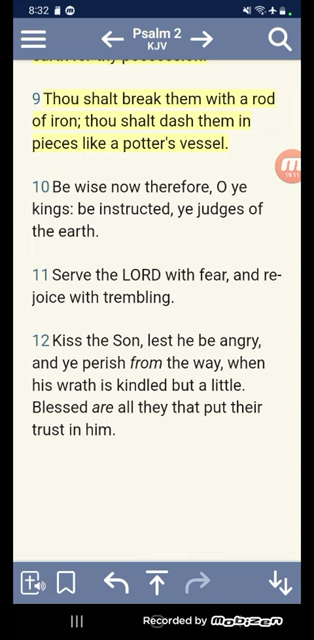 8:32
Psalm 2
KJV
earth for thy possession.
9 Thou shalt break them with a rod
of iron; thou shalt dash them in
pieces like a potter's vessel.
10 Be wise now therefore, O ye
kings: be instructed, ye judges of
the earth.
11 Serve the LORD with fear, and re-
joice with trembling.
12 Kiss the Son, lest he be angry,
and ye perish from the way, when
his wrath is kindled but a little.
Blessed are all they that put their
trust in him.
Recorded by mobizen